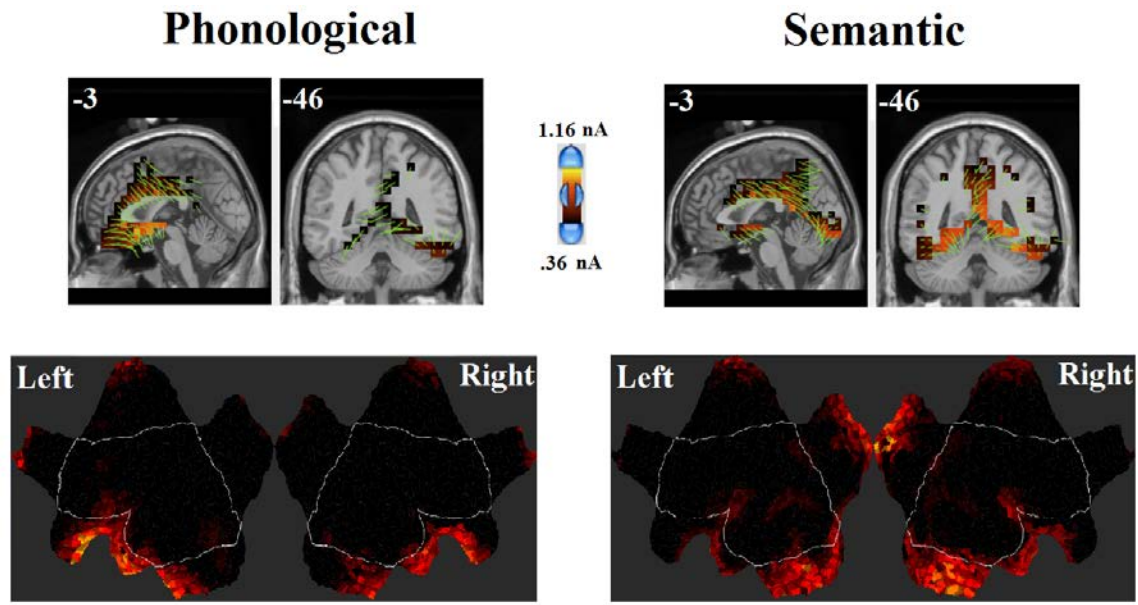 Phonological
Semantic
-3
-46
1.16 nA
.36 nA
-3
-46
Left
Right
Left
Right